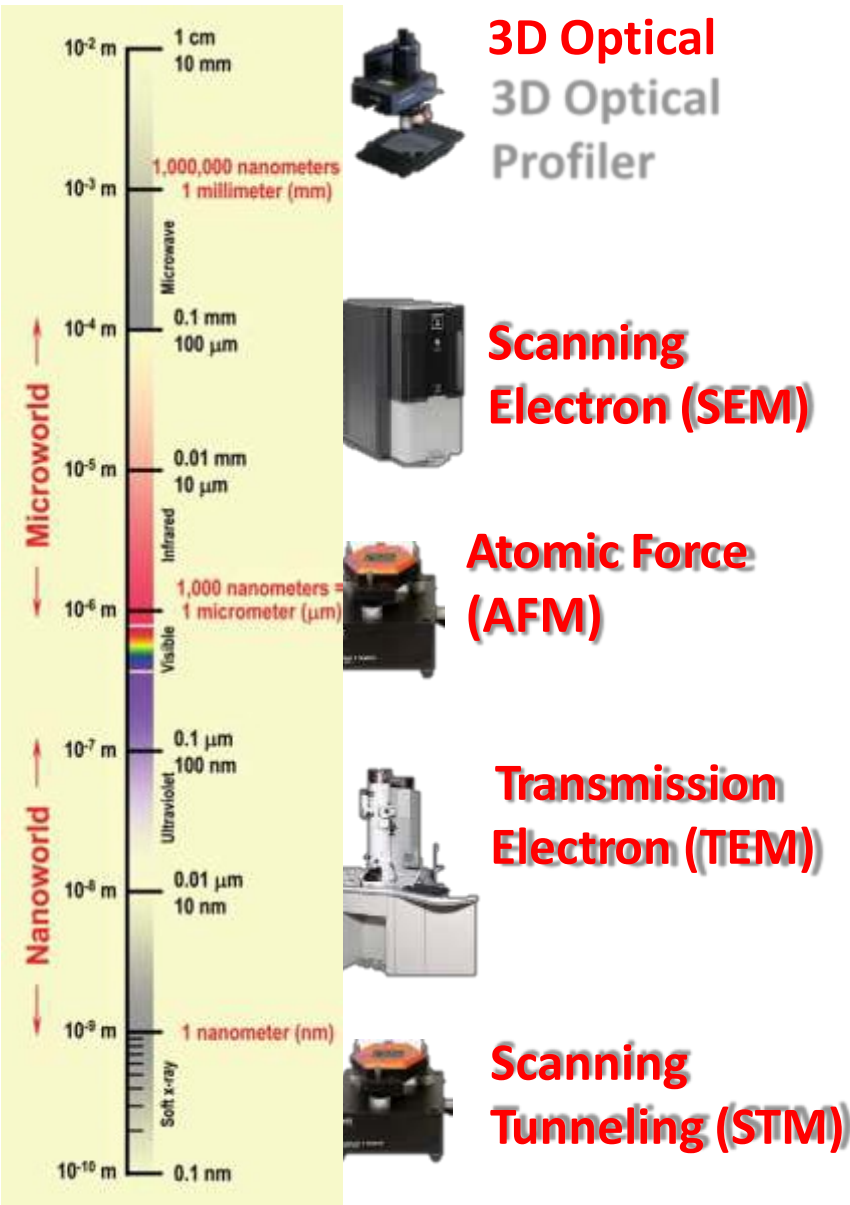 10⁻² m
1 cm
10 mm
3D Optical
3D Optical
Profiler
1,000,000 nanometers
10⁻³ m
1 millimeter (mm)
Microwave
10⁻⁴ m
0.1 mm
100 µm
Scanning
Electron (SEM)
Microworld
10⁻⁵ m
0.01 mm
10 µm
Infrared
Atomic Force
(AFM)
1,000 nanometers =
10⁻⁶ m
1 micrometer (µm)
Visible
10⁻⁷ m
0.1 µm
100 nm
Ultraviolet
Transmission
Electron (TEM)
Nanoworld
10⁻⁸ m
0.01 µm
10 nm
10⁻⁹ m
1 nanometer (nm)
Soft x-ray
Scanning
Tunneling (STM)
10⁻¹⁰ m
0.1 nm